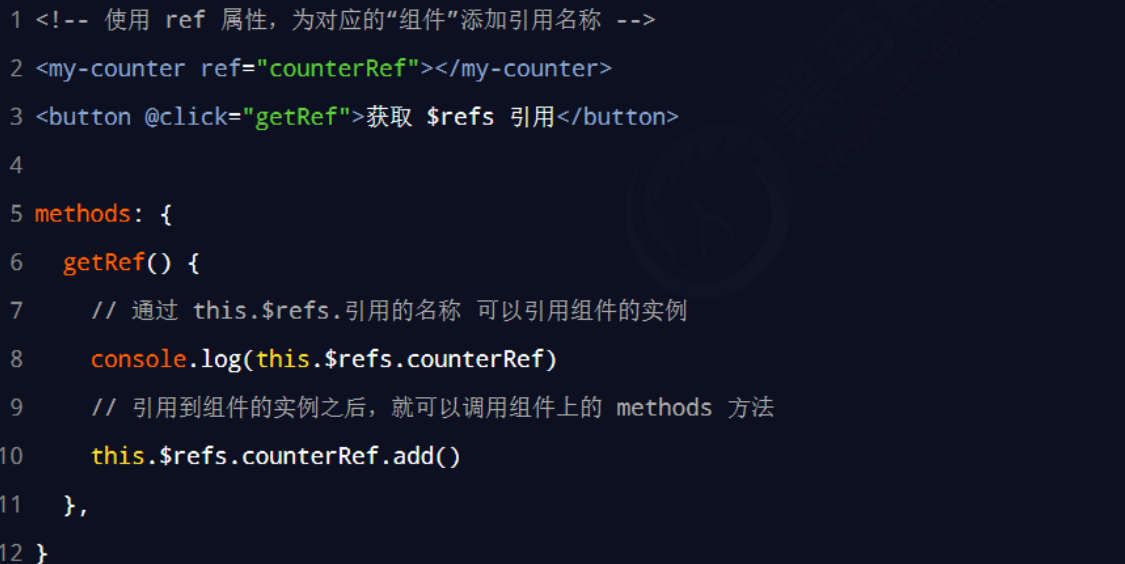 1 <!-- 使用 ref 属性，为对应的“组件”添加引用名称 -->
2 <my-counter ref="counterRef"></my-counter>
3 <button @click="getRef">获取 $refs 引用</button>
4
5 methods: {
6 getRef() {
7 // 通过 this.$refs.引用的名称 可以引用组件的实例
8 console.log(this.$refs.counterRef)
9 // 引用到组件的实例之后，就可以调用组件上的 methods 方法
10 this.$refs.counterRef.add()
11 },
12 }